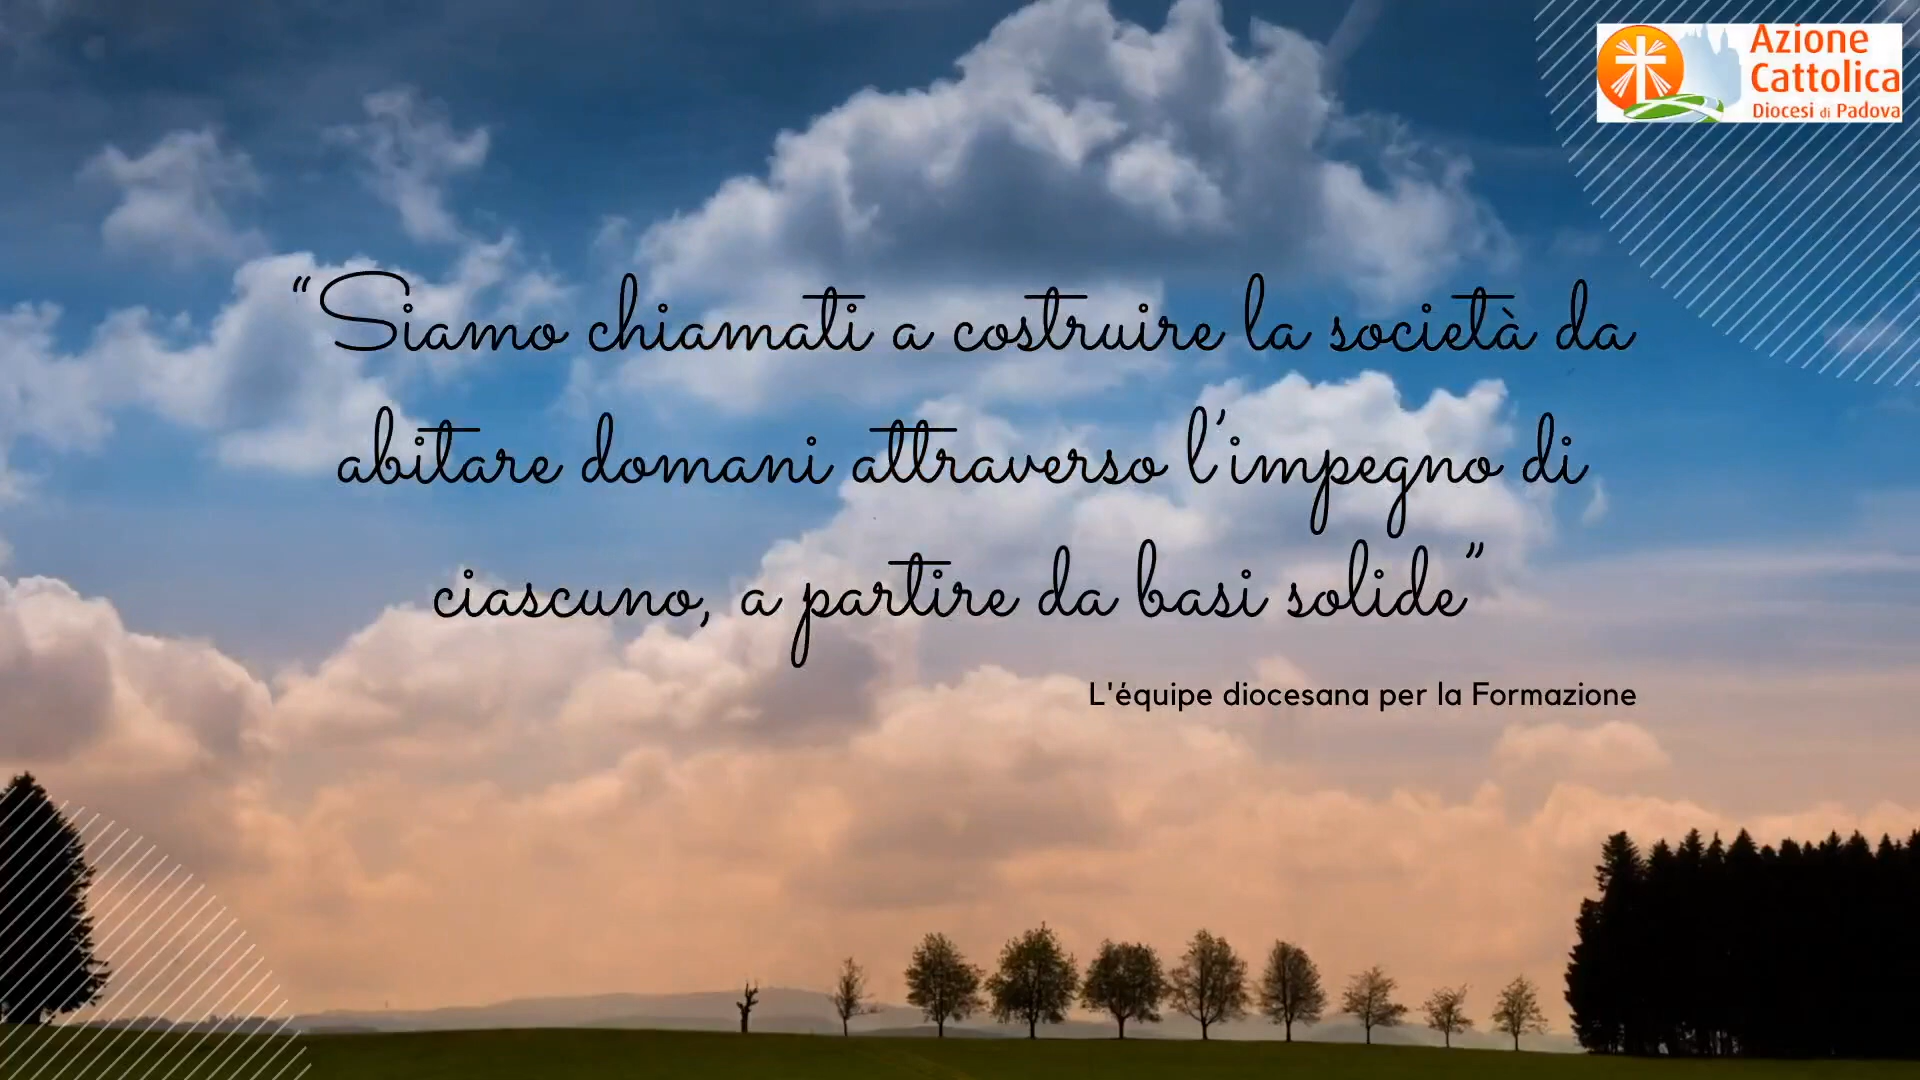 Azione
Cattolica
Diocesi di Padova
“Siamo chiamati a costruire la società da
abitare domani attraverso l’impegno di
ciascuno, a partire da basi solide”
L'équipe diocesana per la Formazione